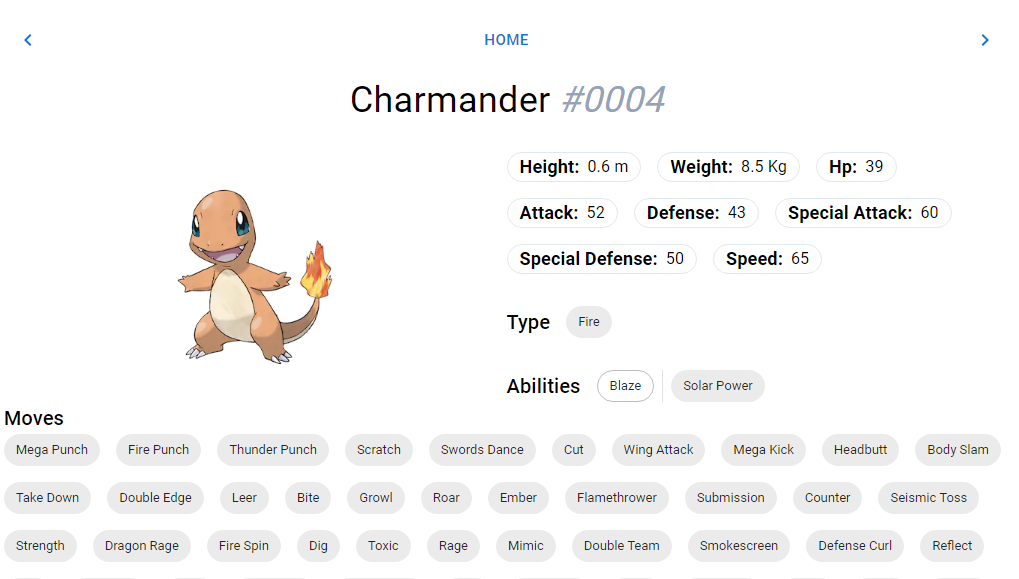 HOME
Charmander #0004
Height: 0.6 m Weight: 8.5 Kg Hp: 39
Attack: 52 Defense: 43 Special Attack: 60
Special Defense: 50 Speed: 65
Type Fire
Abilities Blaze Solar Power
Moves
Mega Punch Fire Punch Thunder Punch Scratch Swords Dance Cut Wing Attack Mega Kick Headbutt Body Slam
Take Down Double Edge Leer Bite Growl Roar Ember Flamethrower Submission Counter Seismic Toss
Strength Dragon Rage Fire Spin Dig Toxic Rage Mimic Double Team Smokescreen Defense Curl Reflect